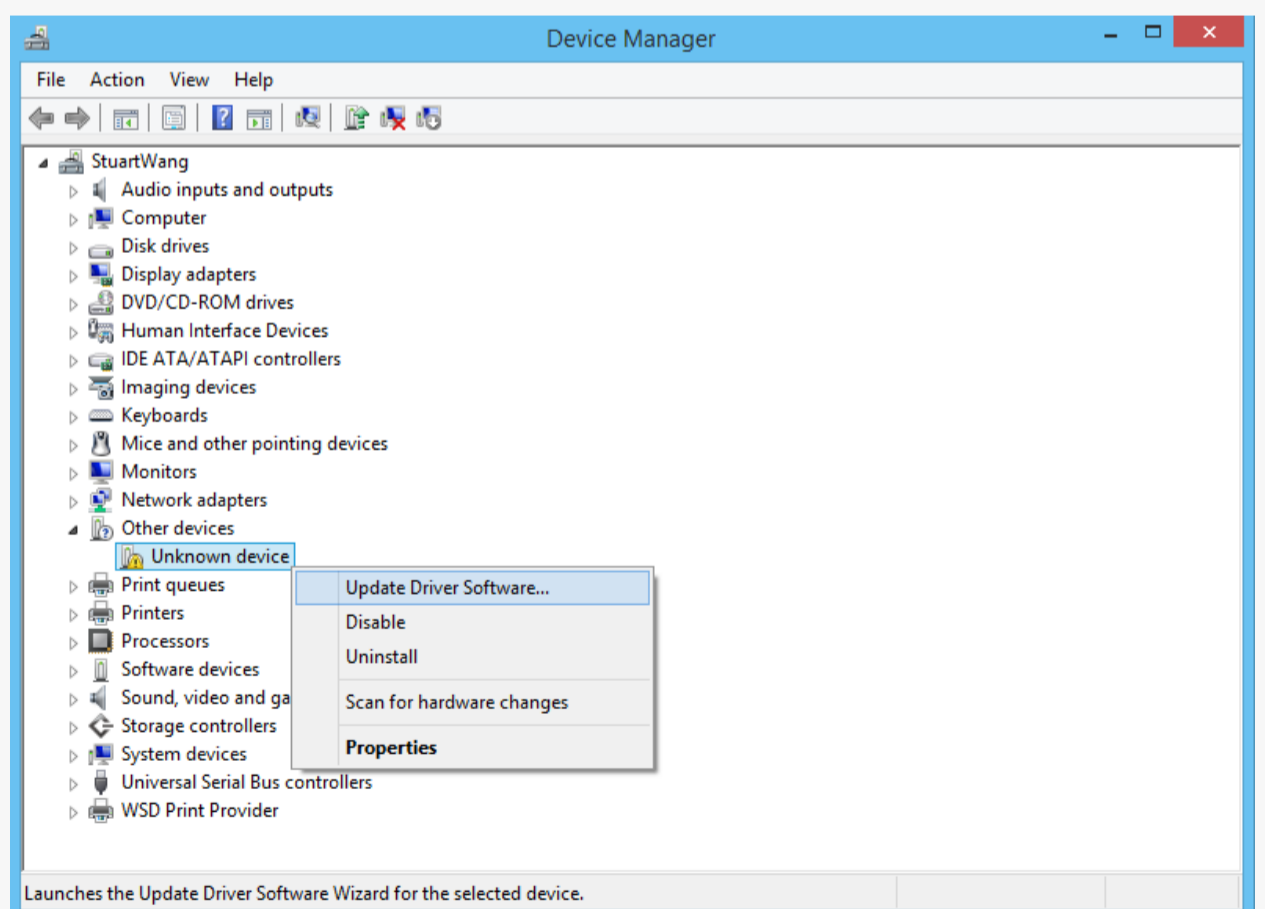 Device Manager
File Action View Help
StuartWang
Audio inputs and outputs
Computer
Disk drives
Display adapters
DVD/CD-ROM drives
Human Interface Devices
IDE ATA/ATAPI controllers
Imaging devices
Keyboards
Mice and other pointing devices
Monitors
Network adapters
Other devices
Unknown device
Print queues
Printers
Processors
Software devices
Sound, video and ga
Storage controllers
System devices
Universal Serial Bus controllers
WSD Print Provider
Update Driver Software...
Disable
Uninstall
Scan for hardware changes
Properties
Launches the Update Driver Software Wizard for the selected device.